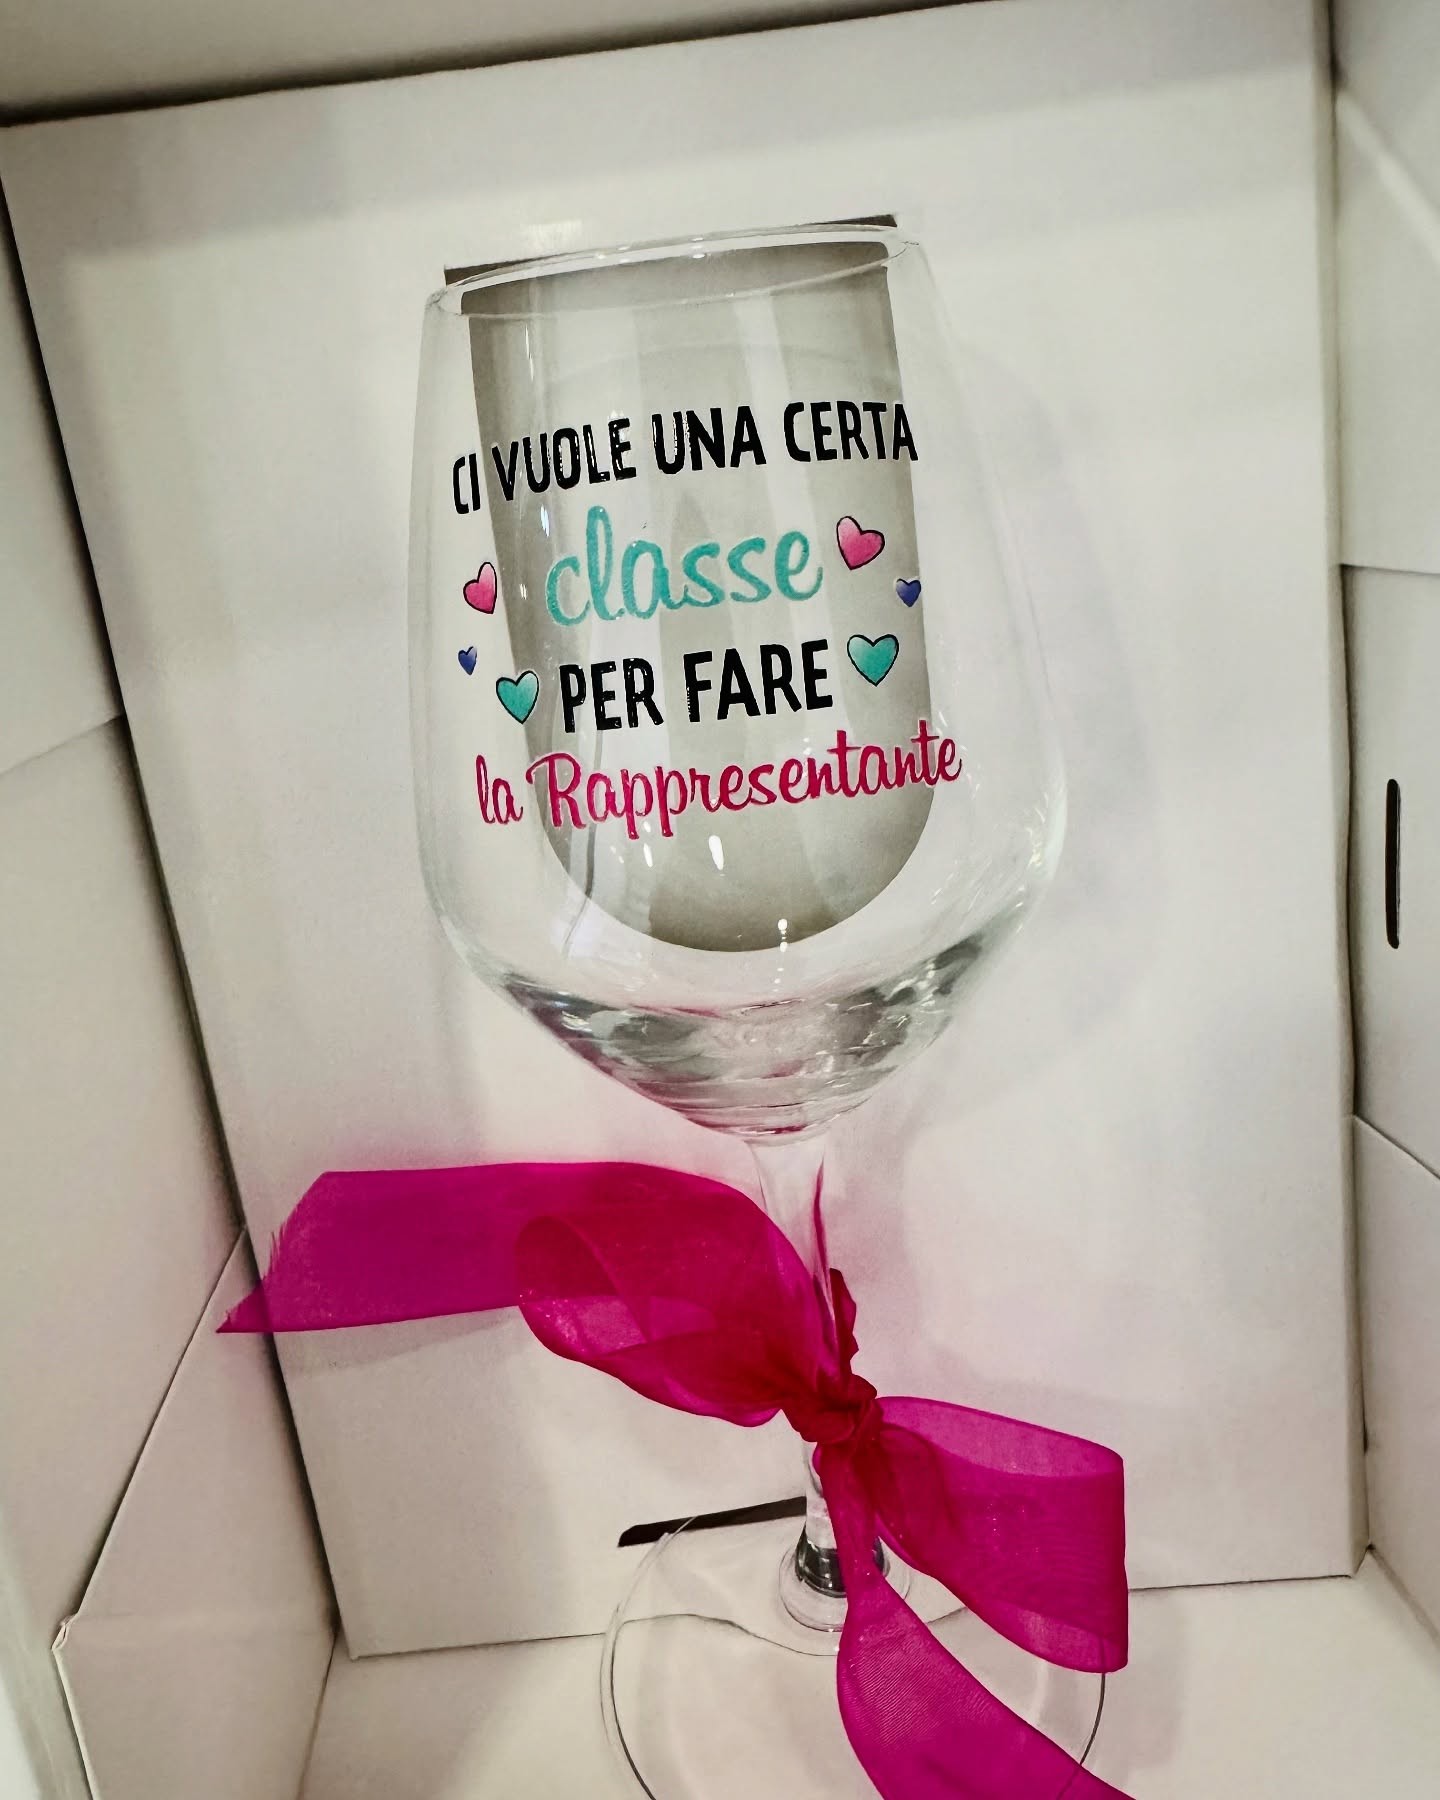 CI VUOLE UNA CERTA
classe
PER FARE
la Rappresentante